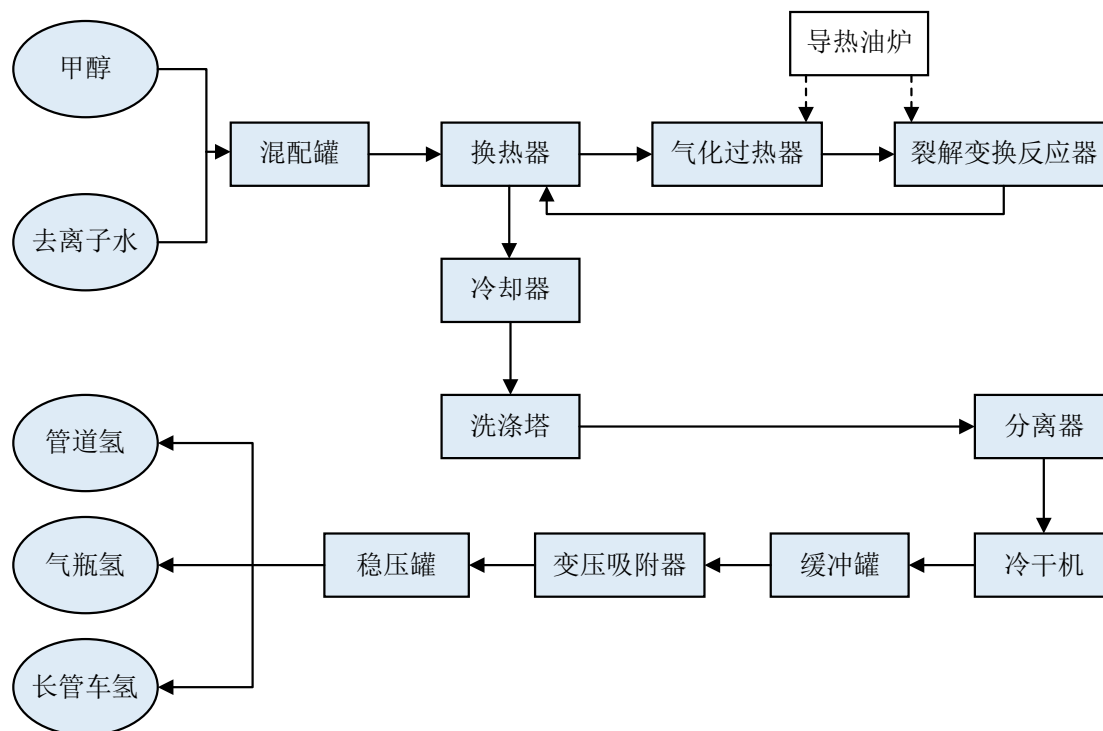 导热油炉
甲醇
混配罐
换热器
气化过热器
裂解变换反应器
去离子水
冷却器
洗涤塔
分离器
管道氢
气瓶氢
稳压罐
变压吸附器
缓冲罐
冷干机
长管车氢